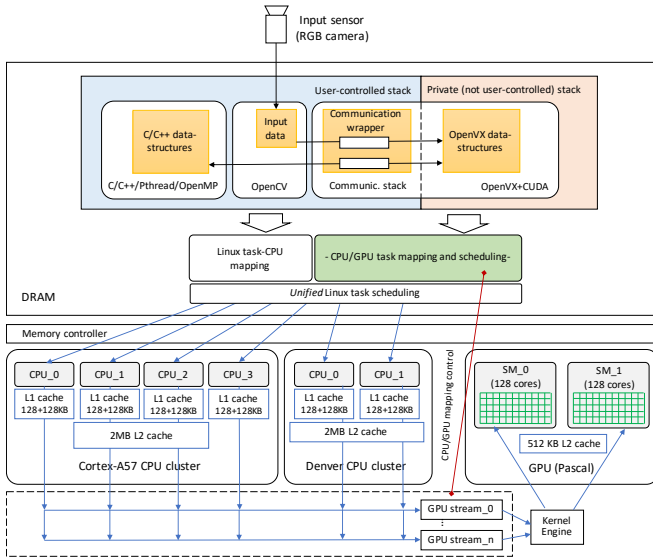 Input sensor
(RGB camera)
User-controlled stack
Private (not user-controlled) stack
C/C++ data-
structures
Input
data
Communication
wrapper
OpenVX data-
structures
C/C++/Pthread/OpenMP
OpenCV
Communic. stack
OpenVX+CUDA
Linux task-CPU
mapping
- CPU/GPU task mapping and scheduling-
DRAM
Unified Linux task scheduling
Memory controller
CPU_0
CPU_1
CPU_2
CPU_3
CPU_0
CPU_1
CPU/GPU mapping control
SM_0
(128 cores)
SM_1
(128 cores)
L1 cache
128+128KB
L1 cache
128+128KB
L1 cache
128+128KB
L1 cache
128+128KB
L1 cache
128+128KB
L1 cache
128+128KB
2MB L2 cache
2MB L2 cache
512 KB L2 cache
Cortex-A57 CPU cluster
Denver CPU cluster
GPU (Pascal)
GPU stream_0
⋮
GPU stream_n
Kernel
Engine